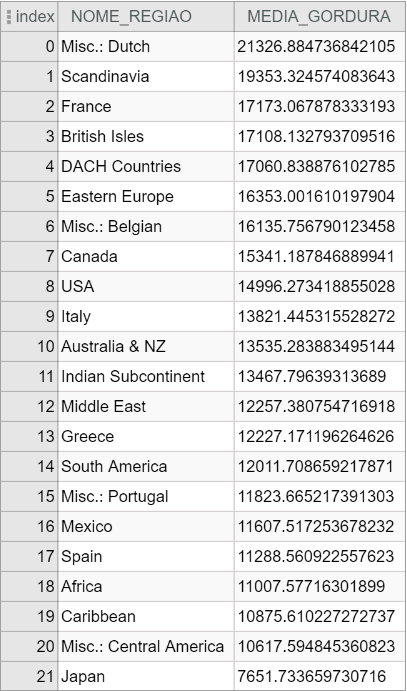 index NOME_REGIAO MEDIA_GORDURA
0 Misc.: Dutch 21326.884736842105
1 Scandinavia 19353.324574083643
2 France 17173.067878333193
3 British Isles 17108.132793709516
4 DACH Countries 17060.838876102785
5 Eastern Europe 16353.001610197904
6 Misc.: Belgian 16135.756790123458
7 Canada 15341.187846889941
8 USA 14996.273418855028
9 Italy 13821.445315528272
10 Australia & NZ 13535.283883495144
11 Indian Subcontinent 13467.79639313689
12 Middle East 12257.380754716918
13 Greece 12227.171196264626
14 South America 12011.708659217871
15 Misc.: Portugal 11823.665217391303
16 Mexico 11607.517253678232
17 Spain 11288.560922557623
18 Africa 11007.57716301899
19 Caribbean 10875.610227272737
20 Misc.: Central America 10617.594845360823
21 Japan 7651.733659730716